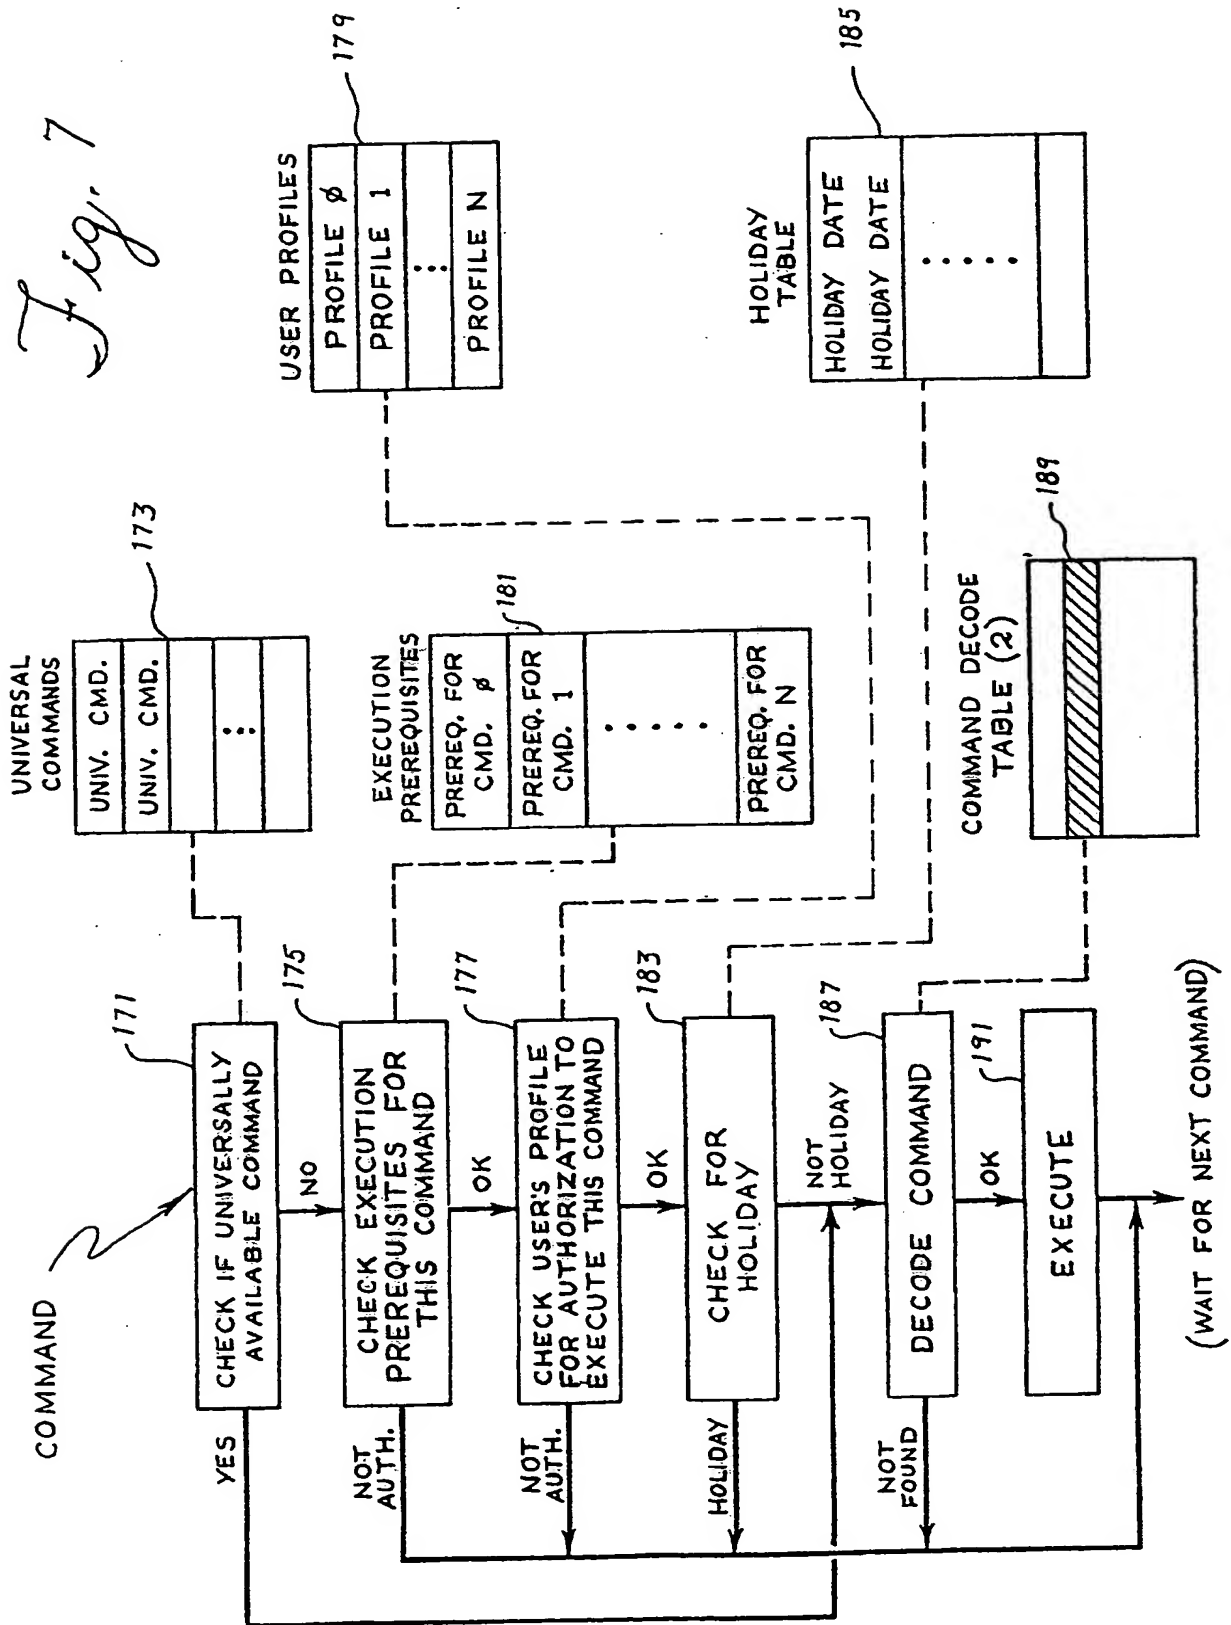 Fig. 7
COMMAND
171
CHECK IF UNIVERSALLY
AVAILABLE COMMAND
YES
NO
UNIVERSAL
COMMANDS
UNIV. CMD.
UNIV. CMD.
⋮
173
175
CHECK EXECUTION
PREREQUISITES FOR
THIS COMMAND
NOT
AUTH.
OK
EXECUTION
PREREQUISITES
PREREQ. FOR
CMD. ø
PREREQ. FOR
CMD. 1
.....
PREREQ. FOR
CMD. N
181
177
CHECK USER'S PROFILE
FOR AUTHORIZATION TO
EXECUTE THIS COMMAND
NOT
AUTH.
OK
USER PROFILES
PROFILE ø
PROFILE 1
⋮
PROFILE N
179
183
CHECK FOR
HOLIDAY
HOLIDAY
NOT
HOLIDAY
HOLIDAY
TABLE
HOLIDAY DATE
HOLIDAY DATE
.....
185
187
DECODE COMMAND
NOT
FOUND
OK
COMMAND DECODE
TABLE (2)
189
191
EXECUTE
(WAIT FOR NEXT COMMAND)